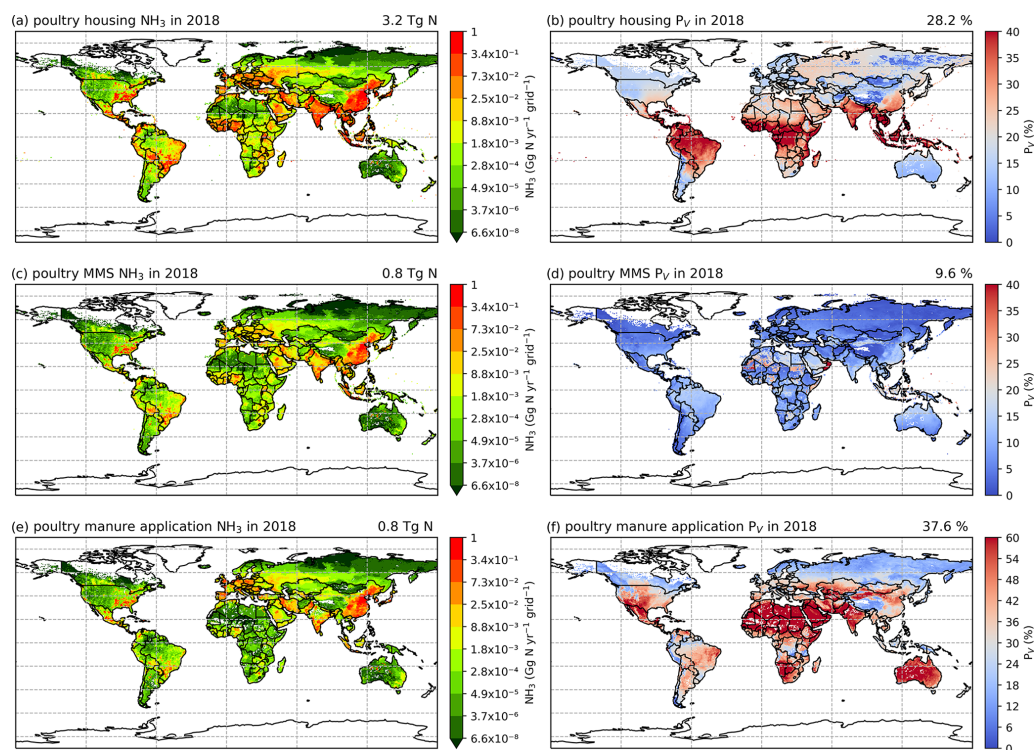 (a) poultry housing NH₃ in 2018 3.2 Tg N
1
3.4x10⁻¹
7.3x10⁻²
2.5x10⁻²
8.8x10⁻³
1.8x10⁻³
2.8x10⁻⁴
4.9x10⁻⁵
3.7x10⁻⁶
6.6x10⁻⁸
NH₃ (Gg N yr⁻¹ grid⁻¹)
(b) poultry housing Pᵥ in 2018 28.2 %
40
35
30
25
20
15
10
5
0
Pᵥ (%)
(c) poultry MMS NH₃ in 2018 0.8 Tg N
1
3.4x10⁻¹
7.3x10⁻²
2.5x10⁻²
8.8x10⁻³
1.8x10⁻³
2.8x10⁻⁴
4.9x10⁻⁵
3.7x10⁻⁶
6.6x10⁻⁸
NH₃ (Gg N yr⁻¹ grid⁻¹)
(d) poultry MMS Pᵥ in 2018 9.6 %
40
35
30
25
20
15
10
5
0
Pᵥ (%)
(e) poultry manure application NH₃ in 2018 0.8 Tg N
1
3.4x10⁻¹
7.3x10⁻²
2.5x10⁻²
8.8x10⁻³
1.8x10⁻³
2.8x10⁻⁴
4.9x10⁻⁵
3.7x10⁻⁶
6.6x10⁻⁸
NH₃ (Gg N yr⁻¹ grid⁻¹)
(f) poultry manure application Pᵥ in 2018 37.6 %
60
54
48
42
36
30
24
18
12
6
0
Pᵥ (%)